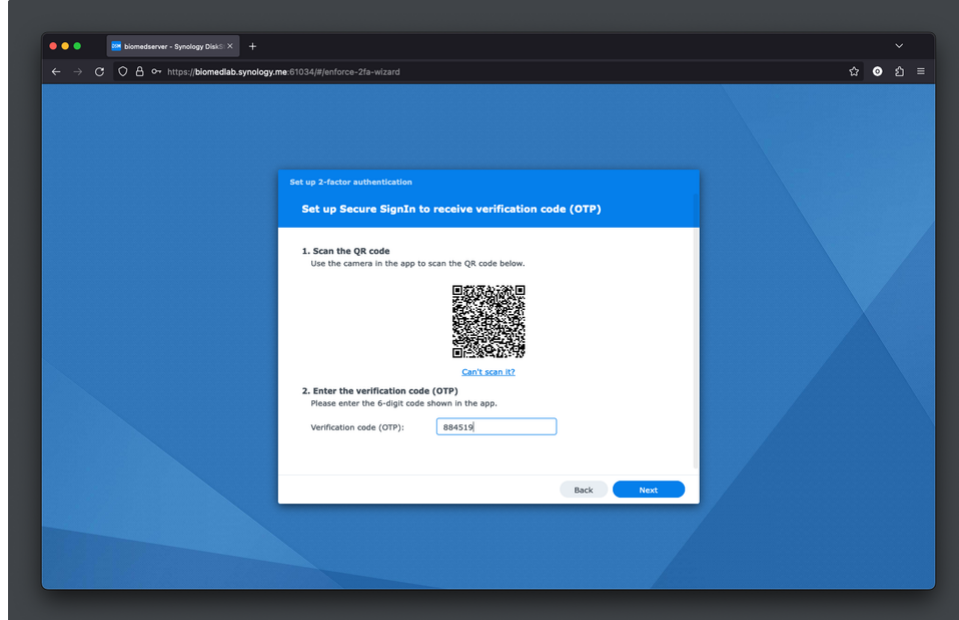 biomedserver - Synology DiskS
https://biomedlab.synology.me:61034/#/enforce-2fa-wizard
Set up 2-factor authentication
Set up Secure SignIn to receive verification code (OTP)
1. Scan the QR code
Use the camera in the app to scan the QR code below.
Can't scan it?
2. Enter the verification code (OTP)
Please enter the 6-digit code shown in the app.
Verification code (OTP): 884519
Back Next